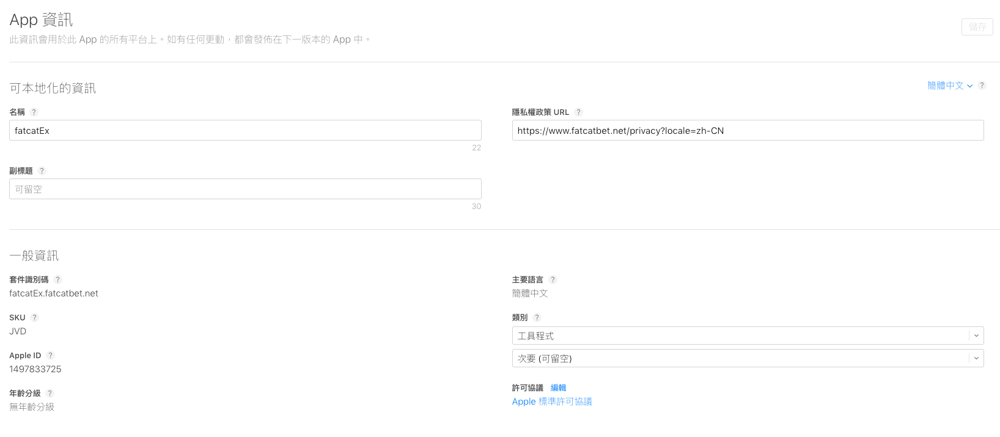 App 資訊
此資訊會用於此 App 的所有平台上。如有任何更動，都會發佈在下一版本的 App 中。
儲存
可本地化的資訊
簡體中文 ?
名稱 ?
fatcatEx
22
隱私權政策 URL ?
https://www.fatcatbet.net/privacy?locale=zh-CN
副標題 ?
可留空
30
一般資訊
套件識別碼 ?
fatcatEx.fatcatbet.net
SKU ?
JVD
Apple ID ?
1497833725
年齡分級 ?
無年齡分級
主要語言 ?
簡體中文
類別 ?
工具程式
次要 (可留空)
許可協議 編輯
Apple 標準許可協議